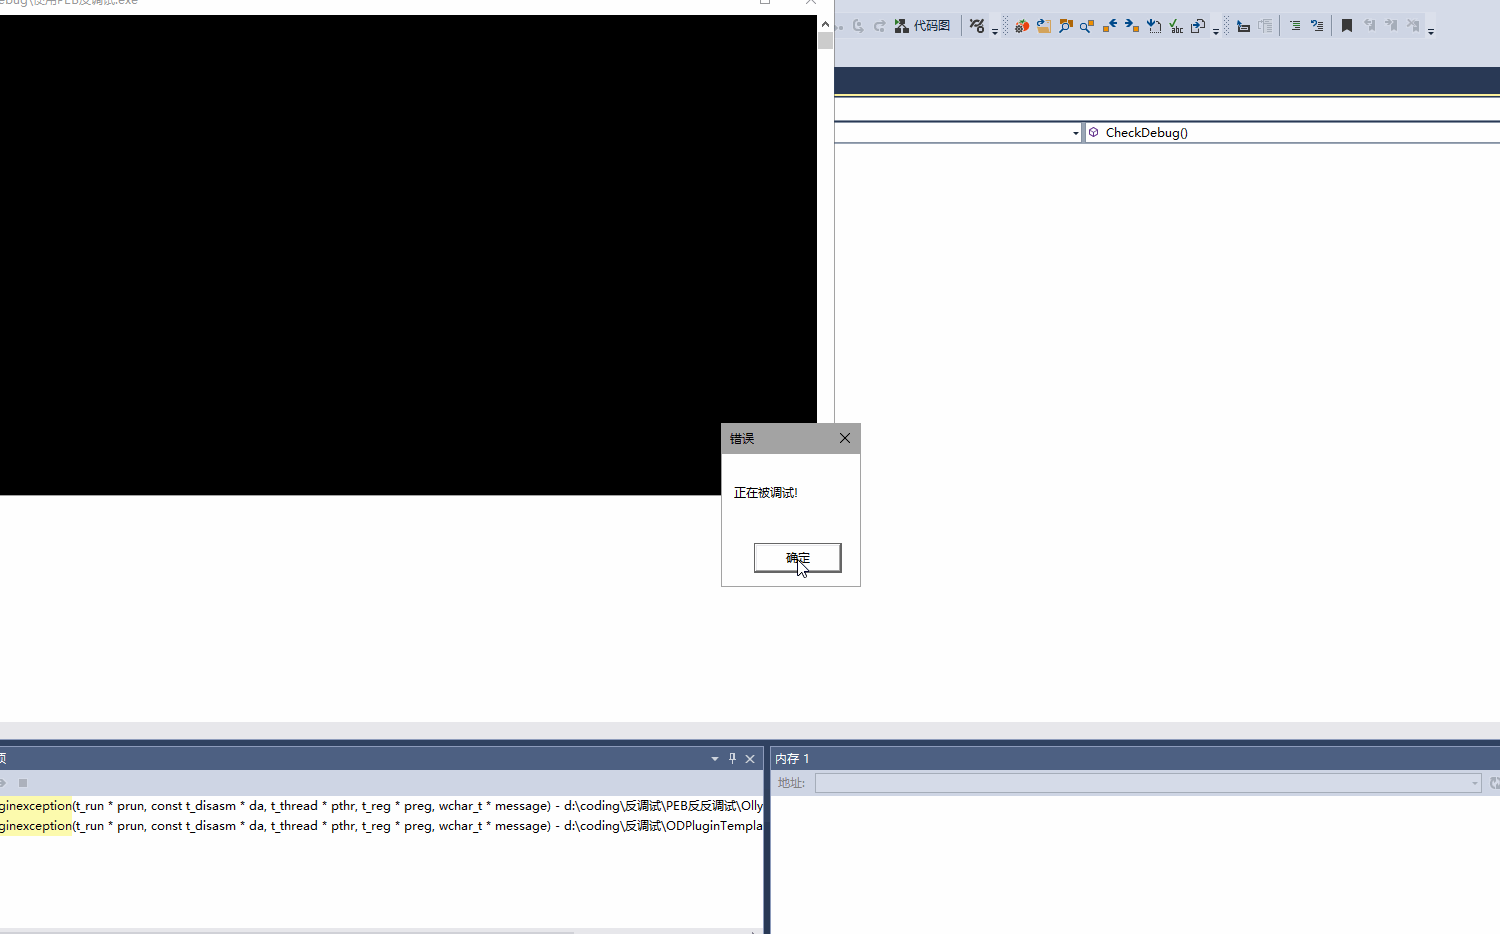 ebug\使用PEB反调试.exe
代码图
CheckDebug()
错误
正在被调试!
确定
页
内存 1
地址:
ginexception(t_run * prun, const t_disasm * da, t_thread * pthr, t_reg * preg, wchar_t * message) - d:\coding\反调试\PEB反反调试\Olly
ginexception(t_run * prun, const t_disasm * da, t_thread * pthr, t_reg * preg, wchar_t * message) - d:\coding\反调试\ODPluginTempla